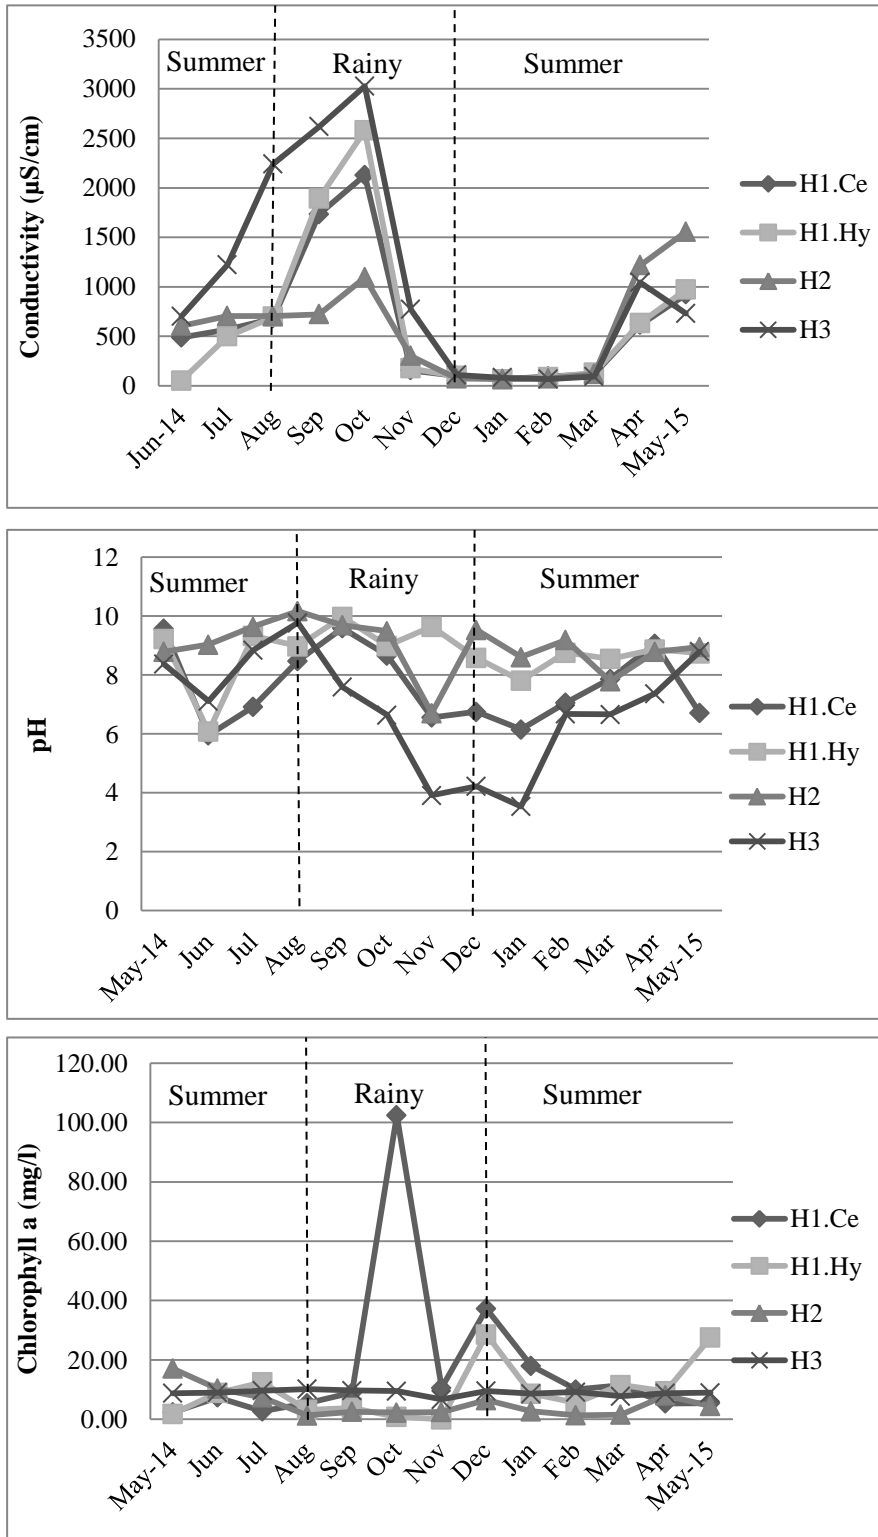 3500
3000
2500
2000
1500
1000
500
0
Conductivity (µS/cm)
Summer Rainy Summer
Jun-14 Jul Aug Sep Oct Nov Dec Jan Feb Mar Apr May-15
H1.Ce
H1.Hy
H2
H3
12
10
8
6
4
2
0
pH
Summer Rainy Summer
May-14 Jun Jul Aug Sep Oct Nov Dec Jan Feb Mar Apr May-15
H1.Ce
H1.Hy
H2
H3
120.00
100.00
80.00
60.00
40.00
20.00
0.00
Chlorophyll a (mg/l)
Summer Rainy Summer
May-14 Jun Jul Aug Sep Oct Nov Dec Jan Feb Mar Apr May-15
H1.Ce
H1.Hy
H2
H3